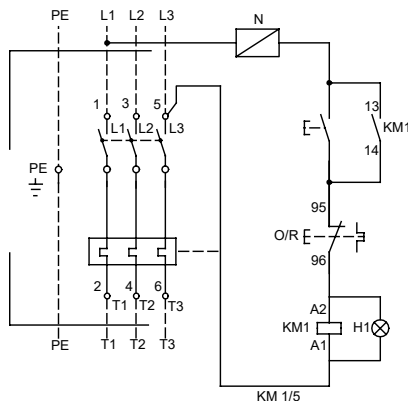 PE L1 L2 L3 N
1 3 5
L1 L2 L3
13
KM1
14
PE
95
O/R
96
2 4 6
T1 T2 T3
A2
KM1 H1
A1
PE T1 T2 T3
KM 1/5